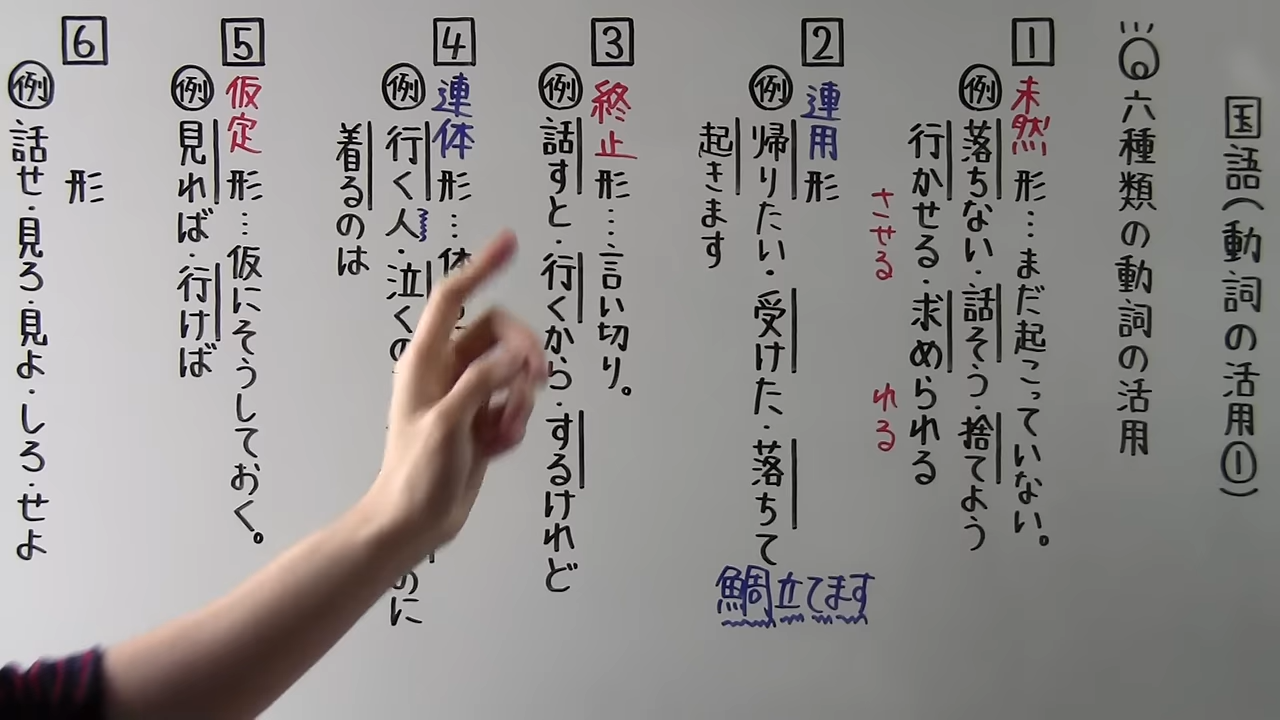 国語(動詞の活用①)
六種類の動詞の活用
1 未然形…まだ起こっていない。
例 落ちない・話そう・捨てよう
行かせる・求められる
させる れる
2 連用形
例 帰りたい・受けた・落ちて
起きます
鯛立てます
3 終止形…言い切り。
例 話すと・行くから・するけれど
4 連体形…体
例 行く人・泣くの のに
着るのは
5 仮定形…仮にそうしておく。
例 見れば・行けば
6 形
例 話せ・見ろ・見よ・しろ・せよ